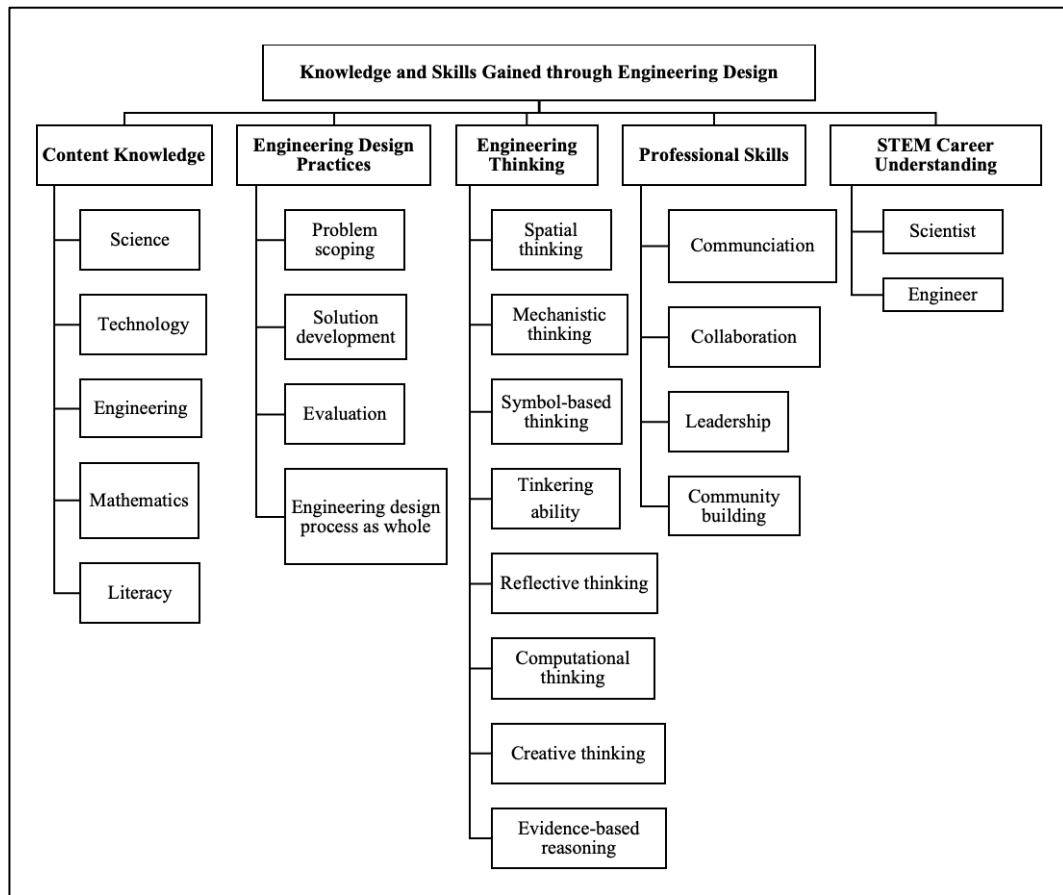 Knowledge and Skills Gained through Engineering Design
Content Knowledge
Science
Technology
Engineering
Mathematics
Literacy
Engineering Design
Practices
Problem
scoping
Solution
development
Evaluation
Engineering design
process as whole
Engineering
Thinking
Spatial
thinking
Mechanistic
thinking
Symbol-based
thinking
Tinkering
ability
Reflective thinking
Computational
thinking
Creative thinking
Evidence-based
reasoning
Professional Skills
Communciation
Collaboration
Leadership
Community
building
STEM Career
Understanding
Scientist
Engineer